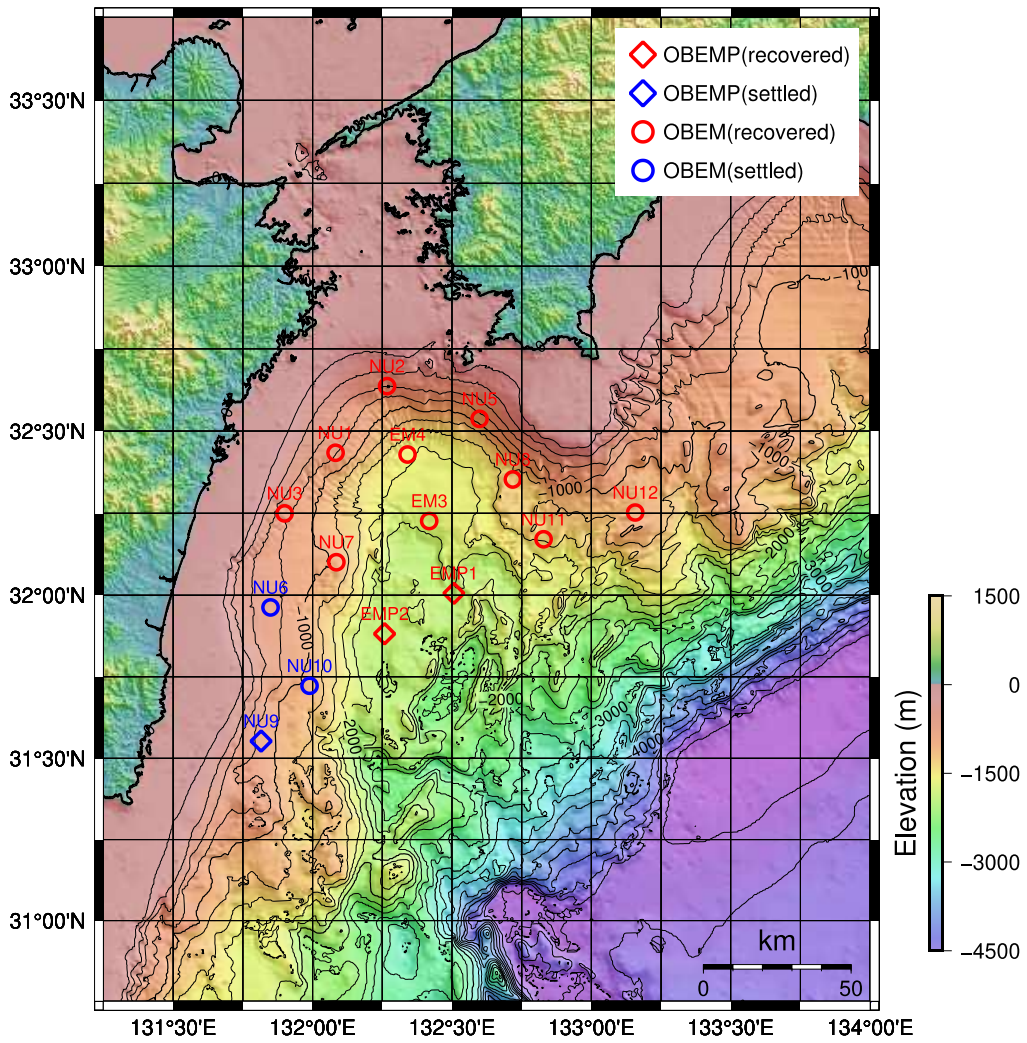 OBEMP(recovered)
OBEMP(settled)
OBEM(recovered)
OBEM(settled)
33°30'N
33°00'N
32°30'N
32°00'N
31°30'N
31°00'N
131°30'E
132°00'E
132°30'E
133°00'E
133°30'E
134°00'E
NU2
NU5
NU1
EM4
NU3
EM3
NU12
NU11
NU7
EMP1
NU6
EMP2
NU10
NU9
−1000
−1000
−1000
2000
2000
−2000
−3000
4000
km
0
50
Elevation (m)
1500
0
−1500
−3000
−4500